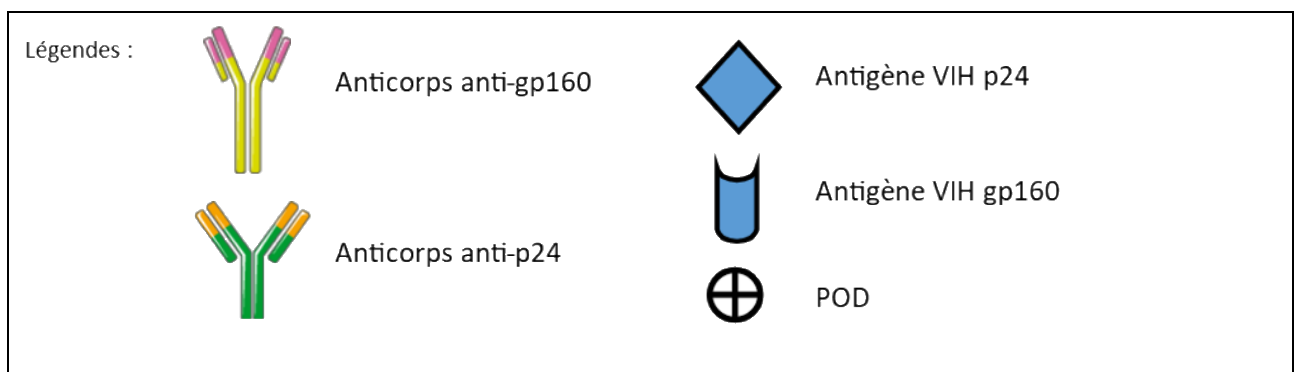 Légendes :
Anticorps anti-gp160
Anticorps anti-p24
Antigène VIH p24
Antigène VIH gp160
POD